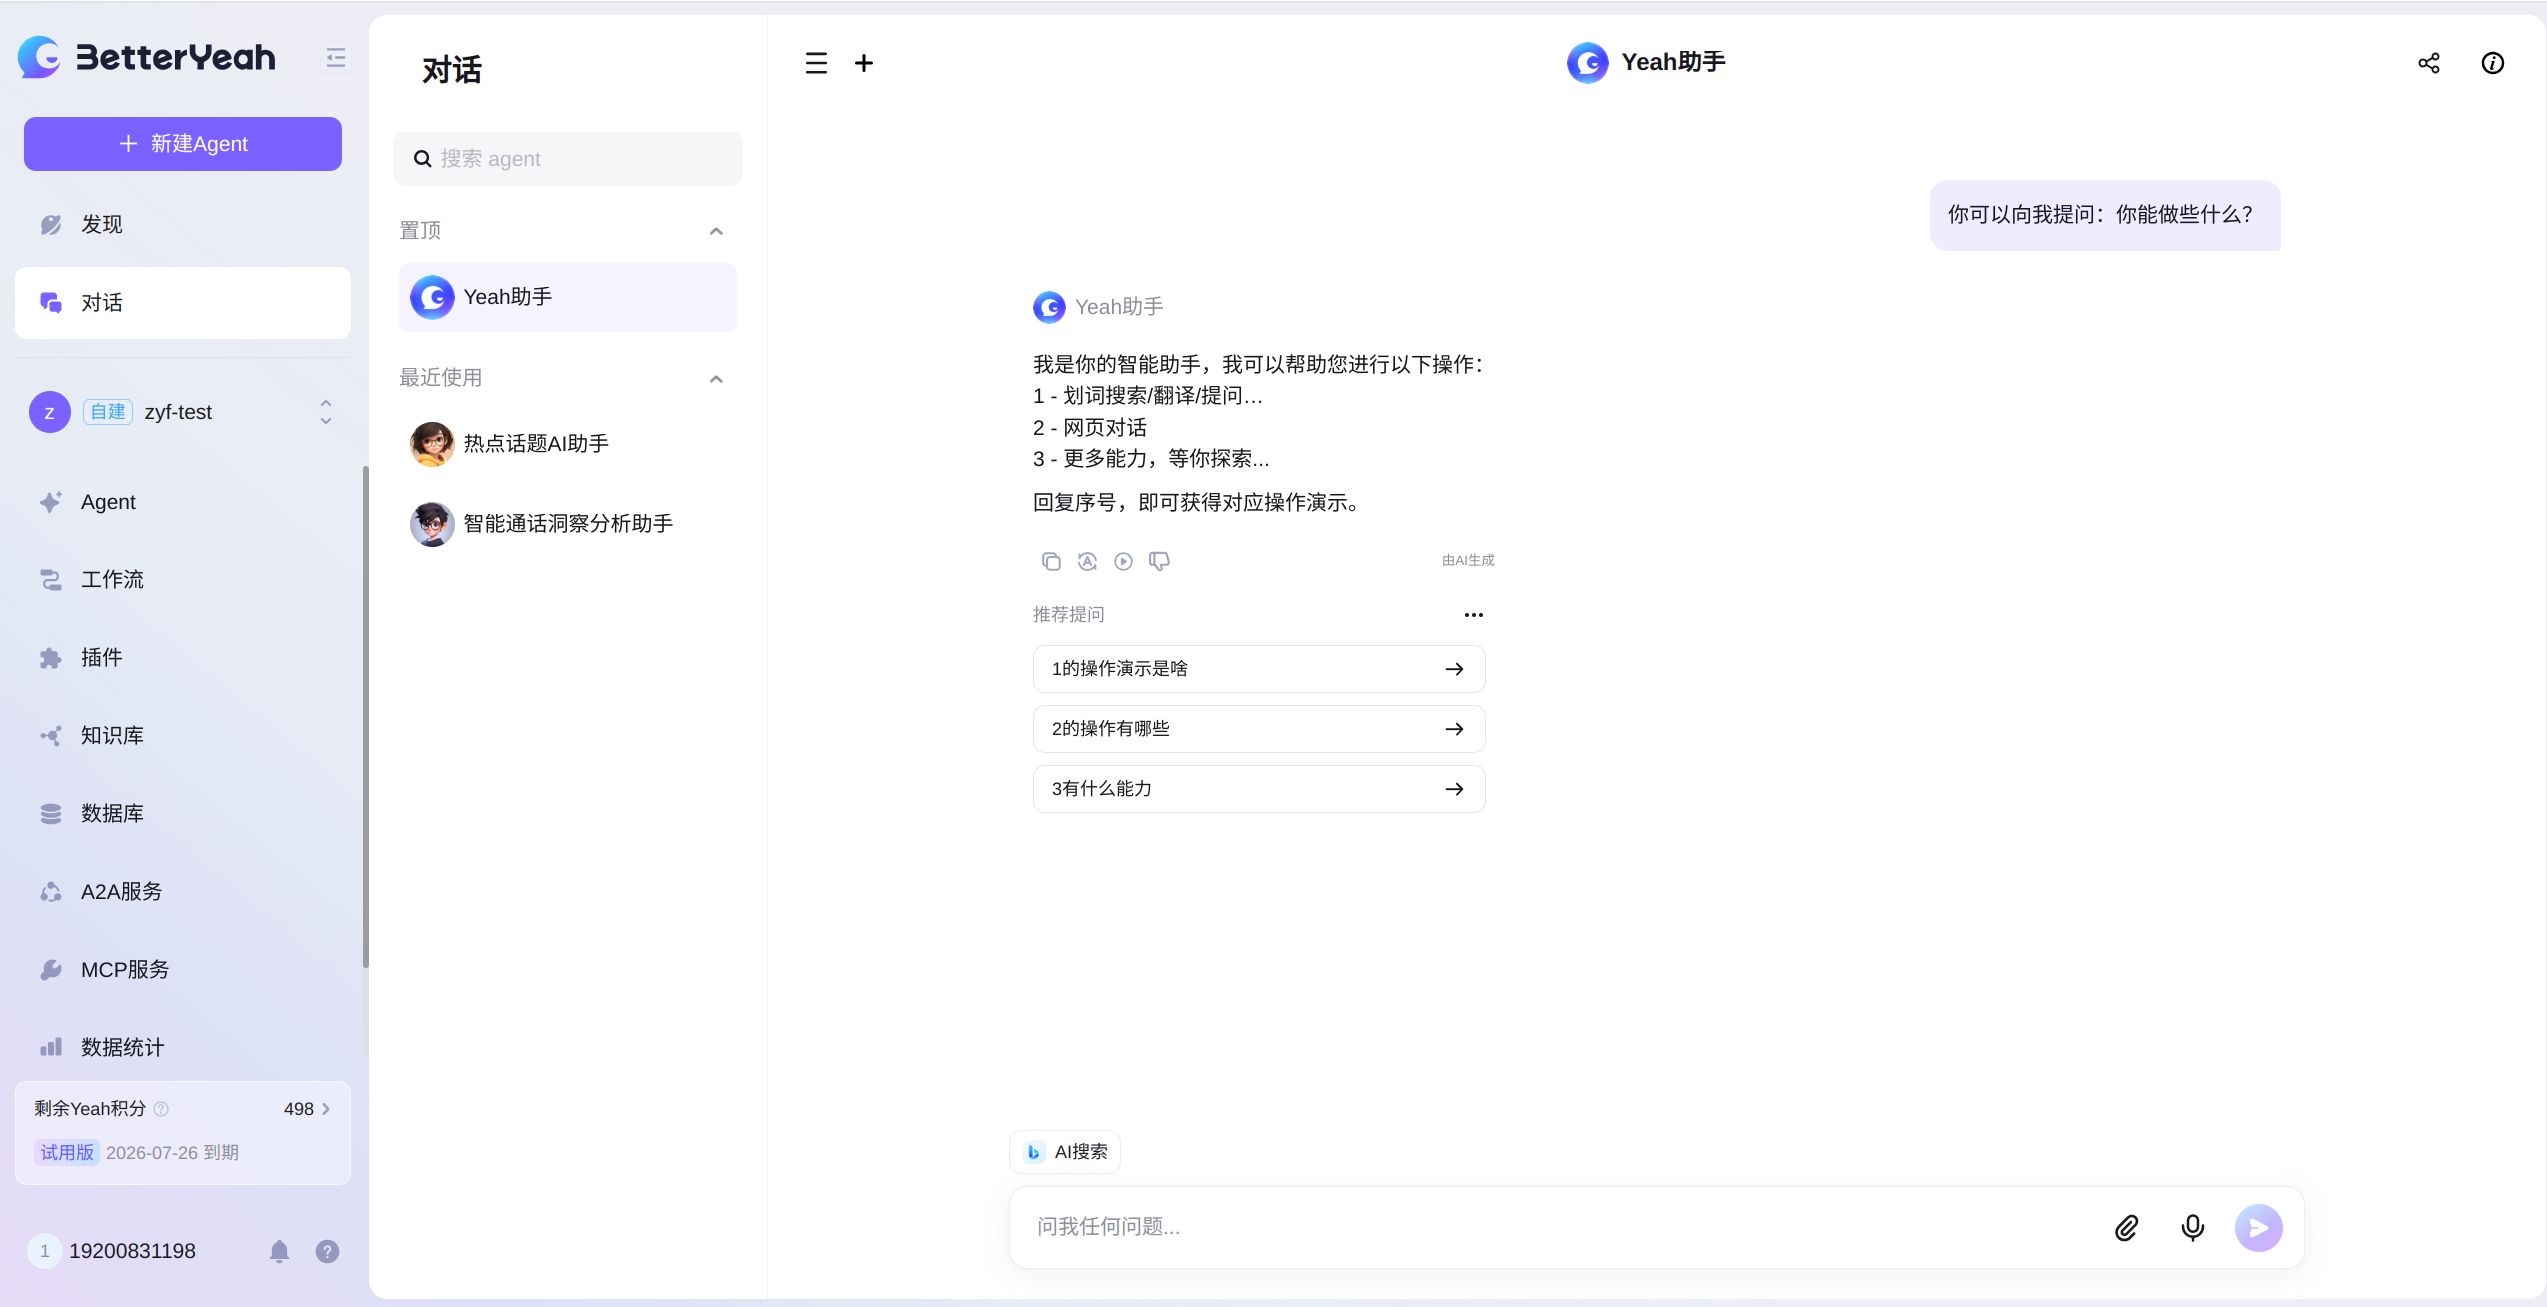 BetterYeah
新建Agent
发现
对话
Z
自建
zyf-test
Agent
工作流
插件
知识库
数据库
A2A服务
MCP服务
数据统计
剩余Yeah积分
498
试用版
2026-07-26 到期
1
19200831198
对话
搜索 agent
置顶
Yeah助手
最近使用
热点话题AI助手
智能通话洞察分析助手
Yeah助手
你可以向我提问：你能做些什么？
Yeah助手
我是你的智能助手，我可以帮助您进行以下操作：
1 - 划词搜索/翻译/提问…
2 - 网页对话
3 - 更多能力，等你探索...
回复序号，即可获得对应操作演示。
由AI生成
推荐提问
1的操作演示是啥
2的操作有哪些
3有什么能力
AI搜索
问我任何问题...